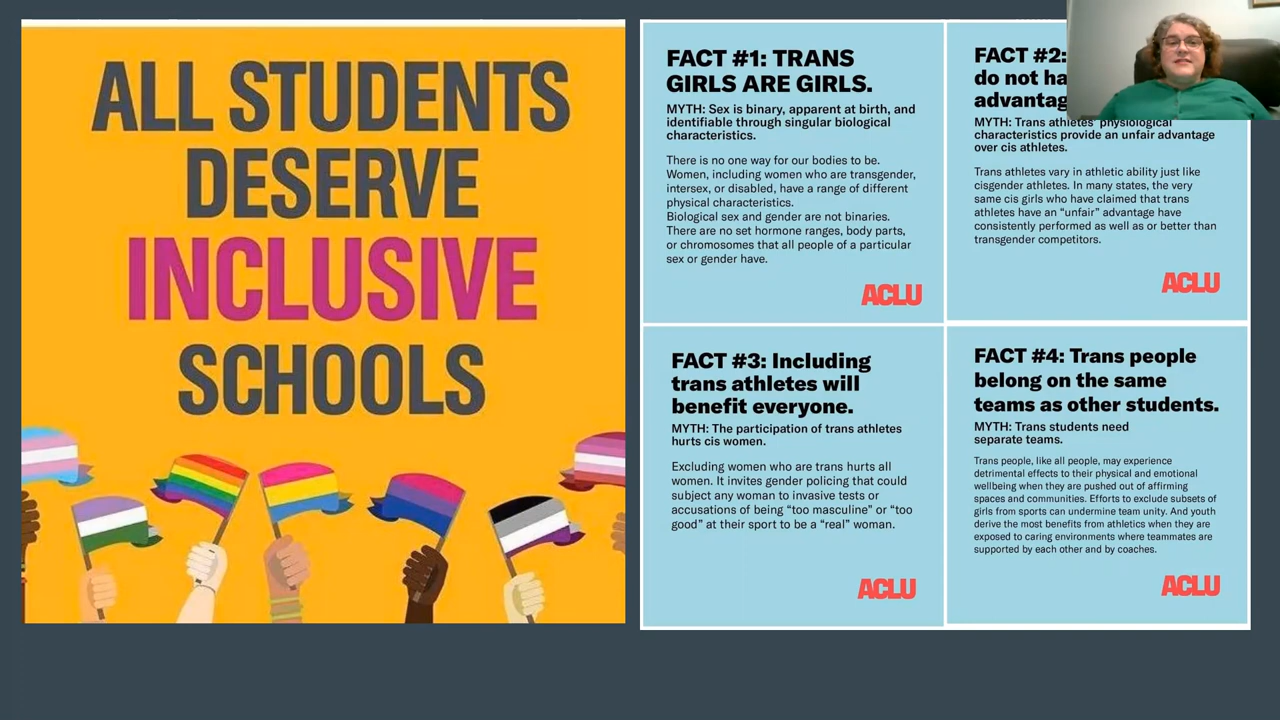 ALL STUDENTS
DESERVE
INCLUSIVE
SCHOOLS
FACT #1: TRANS
GIRLS ARE GIRLS.
MYTH: Sex is binary, apparent at birth, and
identifiable through singular biological
characteristics.
There is no one way for our bodies to be.
Women, including women who are transgender,
intersex, or disabled, have a range of different
physical characteristics.
Biological sex and gender are not binaries.
There are no set hormone ranges, body parts,
or chromosomes that all people of a particular
sex or gender have.
ACLU
FACT #2:
do not
MYTH: Trans athletes' physiological
characteristics provide an unfair advantage
over cis athletes.
Trans athletes vary in athletic ability just like
cisgender athletes. In many states, the very
same cis girls who have claimed that trans
athletes have an “unfair” advantage have
consistently performed as well as or better than
transgender competitors.
ACLU
FACT #3: Including
trans athletes will
benefit everyone.
MYTH: The participation of trans athletes
hurts cis women.
Excluding women who are trans hurts all
women. It invites gender policing that could
subject any woman to invasive tests or
accusations of being “too masculine” or “too
good” at their sport to be a “real” woman.
ACLU
FACT #4: Trans people
belong on the same
teams as other students.
MYTH: Trans students need
separate teams.
Trans people, like all people, may experience
detrimental effects to their physical and emotional
wellbeing when they are pushed out of affirming
spaces and communities. Efforts to exclude subsets of
girls from sports can undermine team unity. And youth
derive the most benefits from athletics when they are
exposed to caring environments where teammates are
supported by each other and by coaches.
ACLU